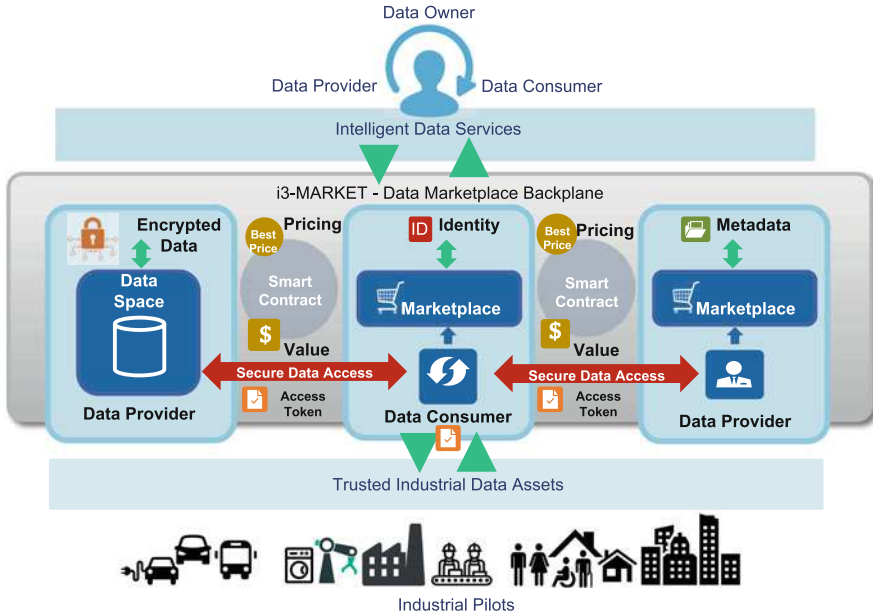 Data Owner
Data Provider
Data Consumer
Intelligent Data Services
i3-MARKET - Data Marketplace Backplane
Encrypted
Data
Data
Space
Data Provider
Pricing
Best
Price
Smart
Contract
$
Value
Secure Data Access
Access
Token
ID Identity
Marketplace
Data Consumer
Pricing
Best
Price
Smart
Contract
$
Value
Secure Data Access
Access
Token
Metadata
Marketplace
Data Provider
Trusted Industrial Data Assets
Industrial Pilots